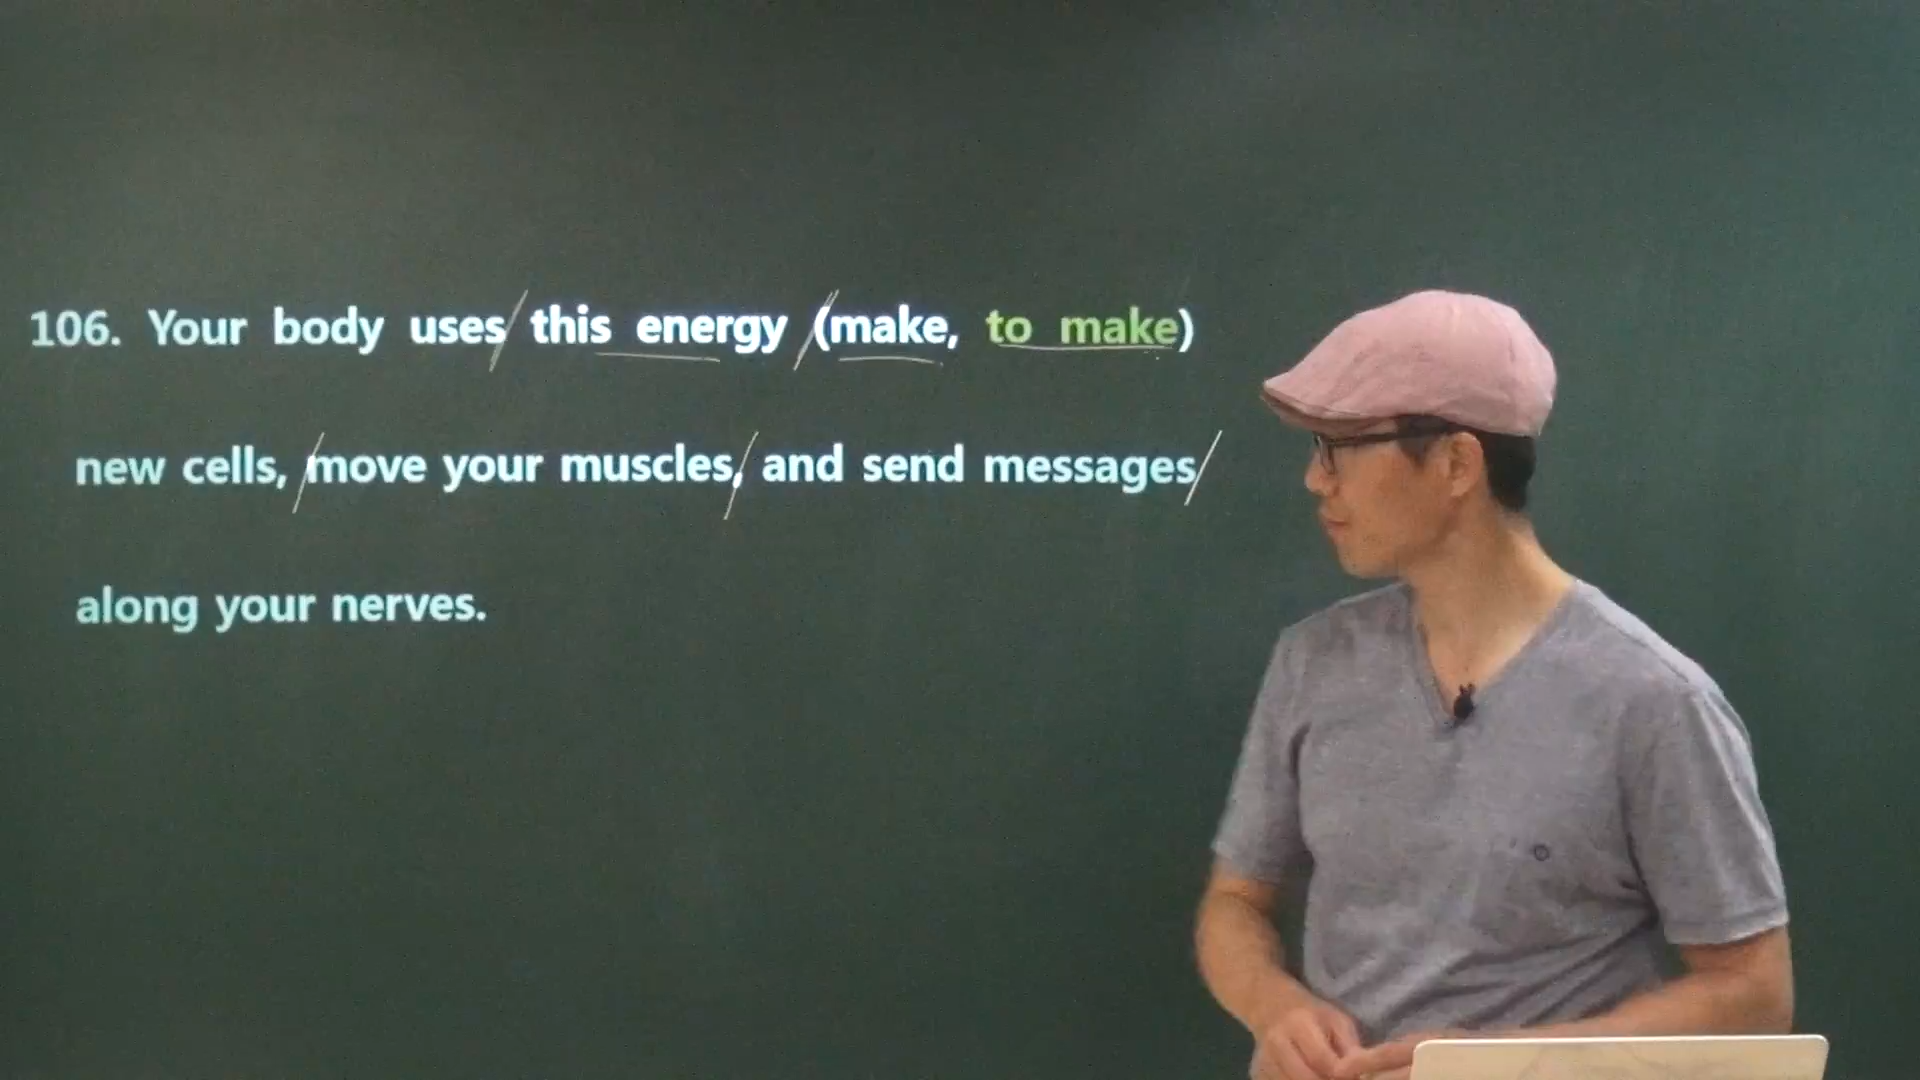 106. Your body uses/ this energy /(make, to make)
new cells, /move your muscles,/ and send messages/
along your nerves.